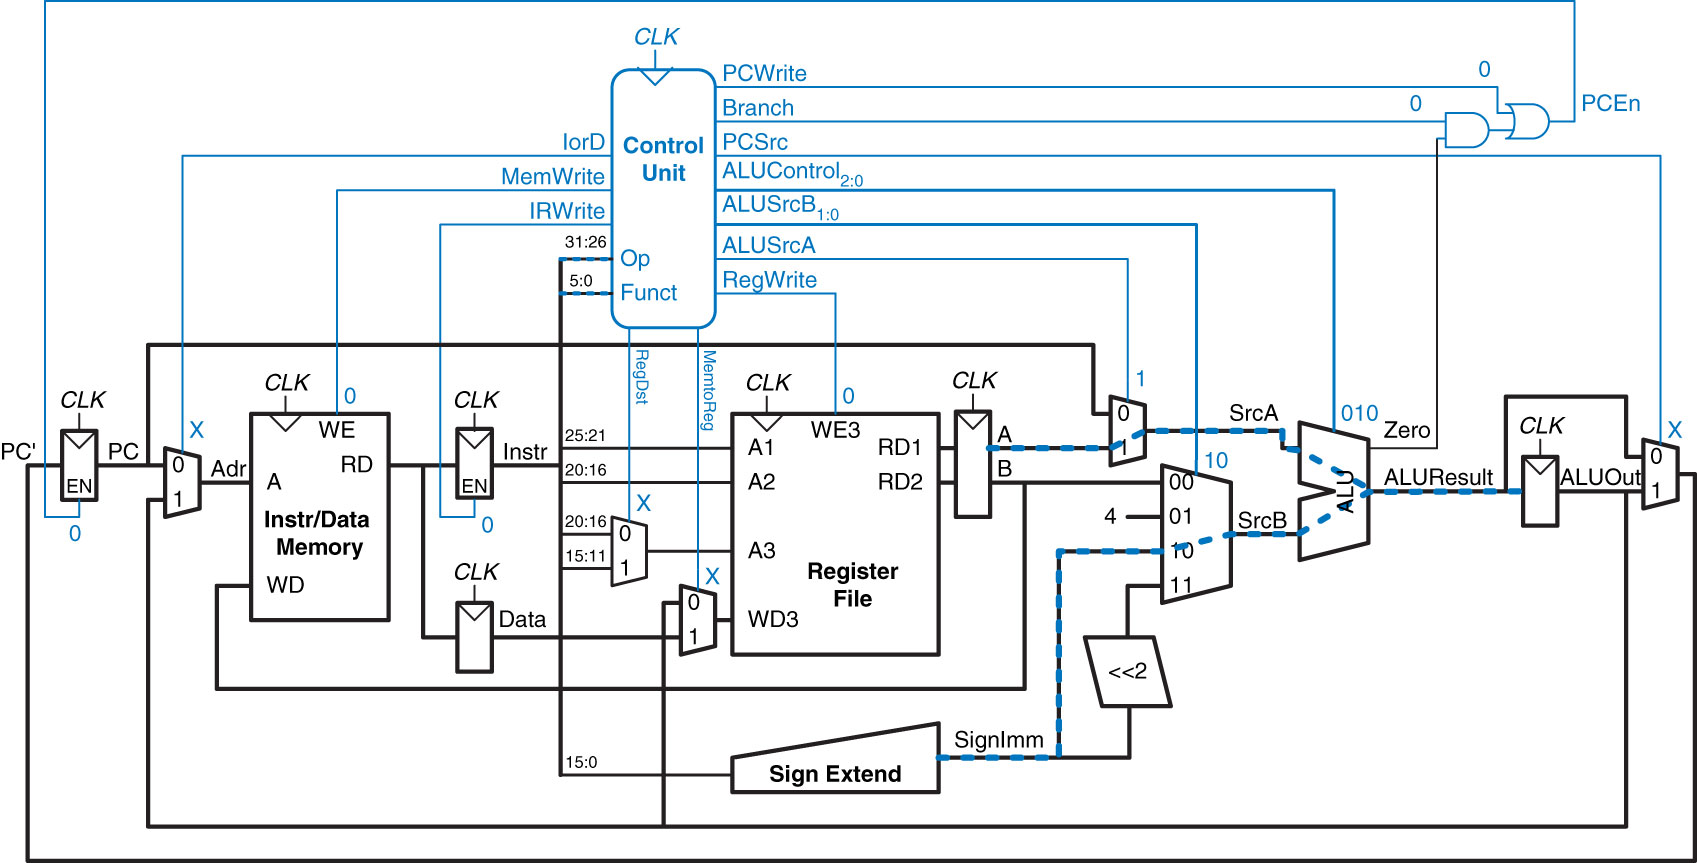 CLK
PCWrite
0
Branch
0
PCEn
IorD
Control
Unit
PCSrc
MemWrite
ALUControl2:0
IRWrite
ALUSrcB1:0
31:26
Op
ALUSrcA
5:0
Funct
RegWrite
RegDst
MemtoReg
CLK
CLK
0
CLK
CLK
0
CLK
1
PC'
PC
EN
0
X
0
1
Adr
WE
RD
A
Instr/Data
Memory
WD
EN
0
Instr
CLK
Data
25:21
20:16
20:16
15:11
X
0
1
X
0
1
A1
WE3
RD1
A2
RD2
A3
Register
File
WD3
A
B
0
1
SrcA
10
00
4
01
10
11
SrcB
010
Zero
ALU
ALUResult
CLK
ALUOut
X
0
1
<<2
15:0
Sign Extend
SignImm